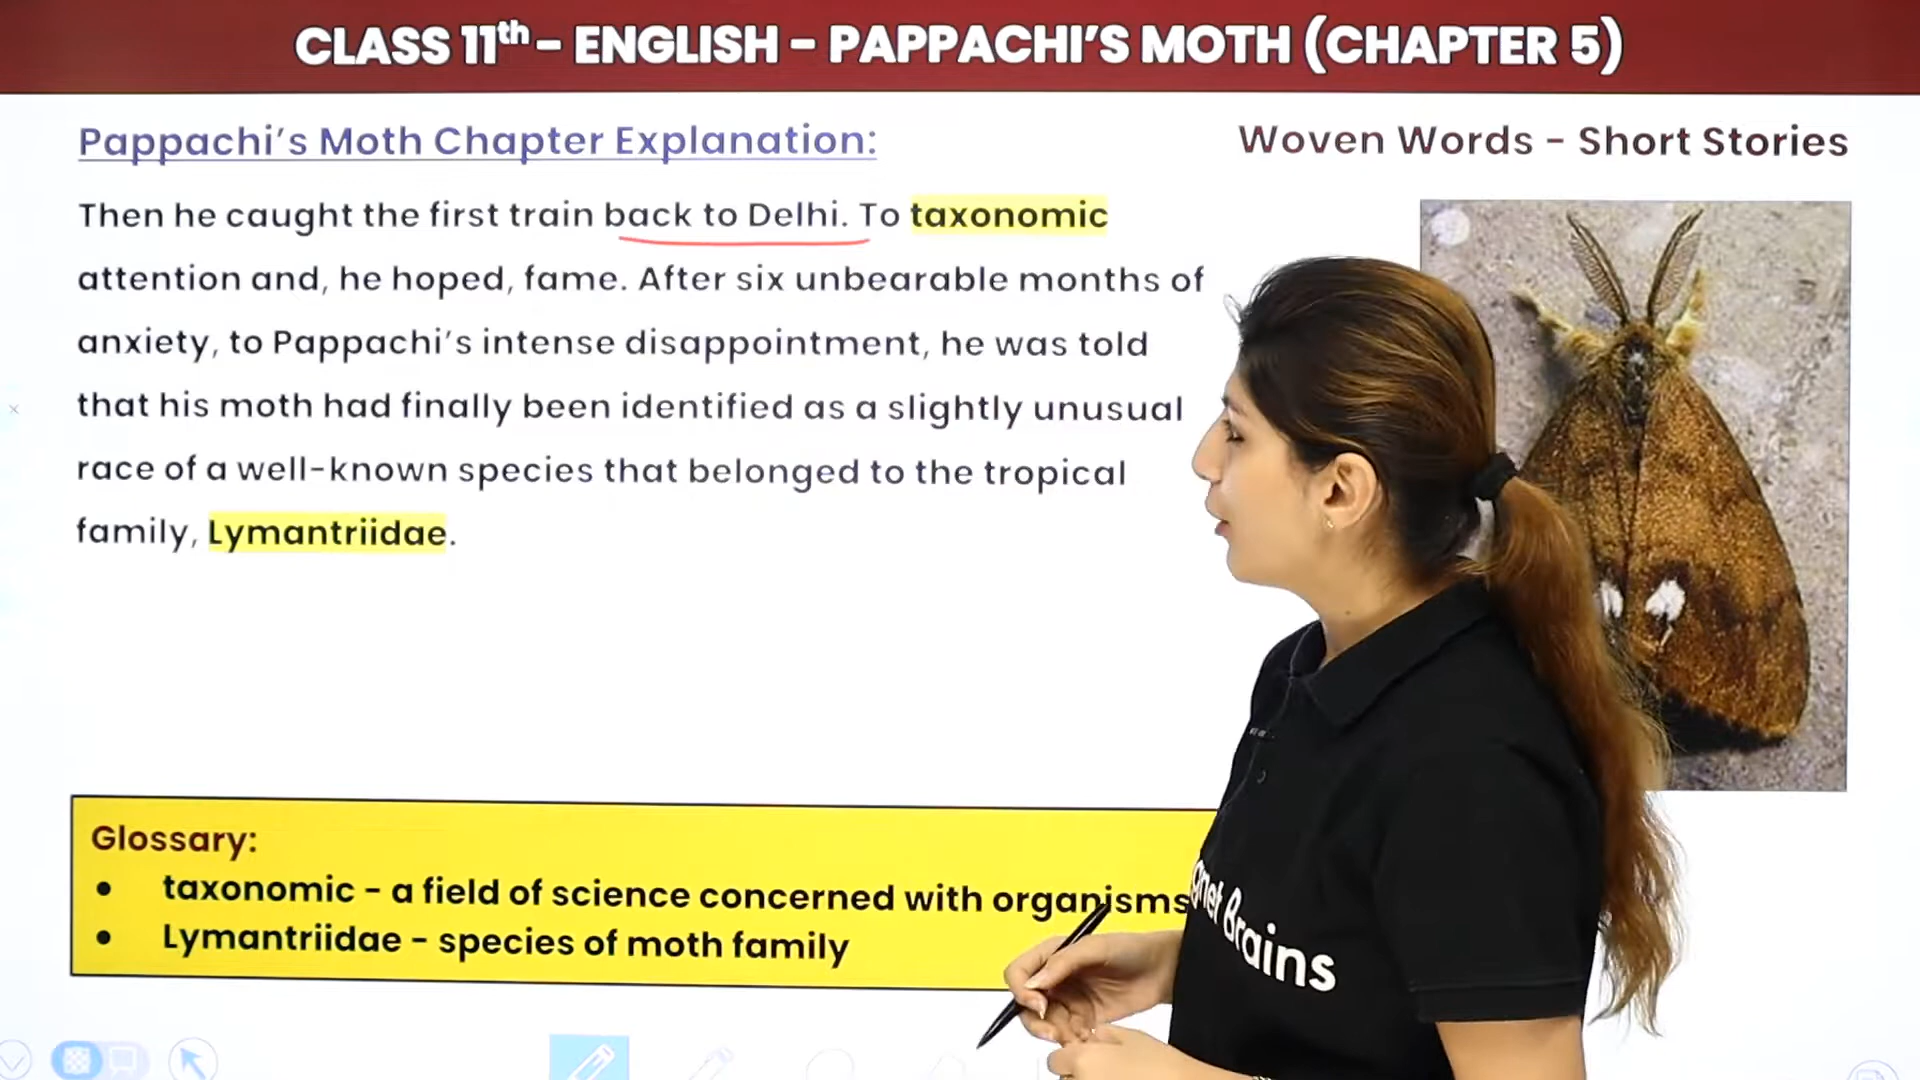 CLASS 11th – ENGLISH – PAPPACHI’S MOTH (CHAPTER 5)
Pappachi’s Moth Chapter Explanation:
Woven Words – Short Stories
Then he caught the first train back to Delhi. To taxonomic
attention and, he hoped, fame. After six unbearable months of
anxiety, to Pappachi’s intense disappointment, he was told
that his moth had finally been identified as a slightly unusual
race of a well-known species that belonged to the tropical
family, Lymantriidae.
Glossary:
• taxonomic – a field of science concerned with organisms
• Lymantriidae – species of moth family
Brains